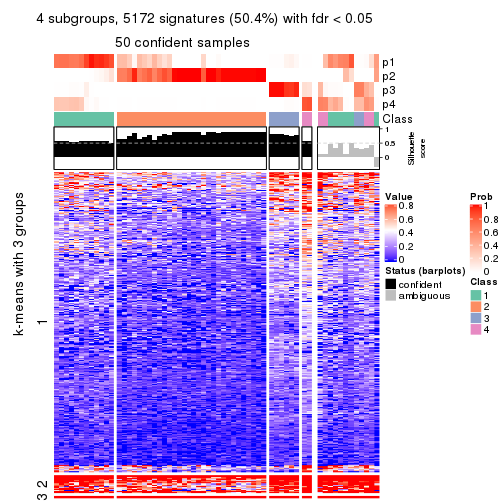 4 subgroups, 5172 signatures (50.4%) with fdr < 0.05
50 confident samples
p1
p2
p3
p4
Class
1
0.5
0
Silhouette
score
k-means with 3 groups
1
2
3
Value
0.8
0.6
0.4
0.2
0
Status (barplots)
confident
ambiguous
Prob
1
0.8
0.6
0.4
0.2
0
Class
1
2
3
4